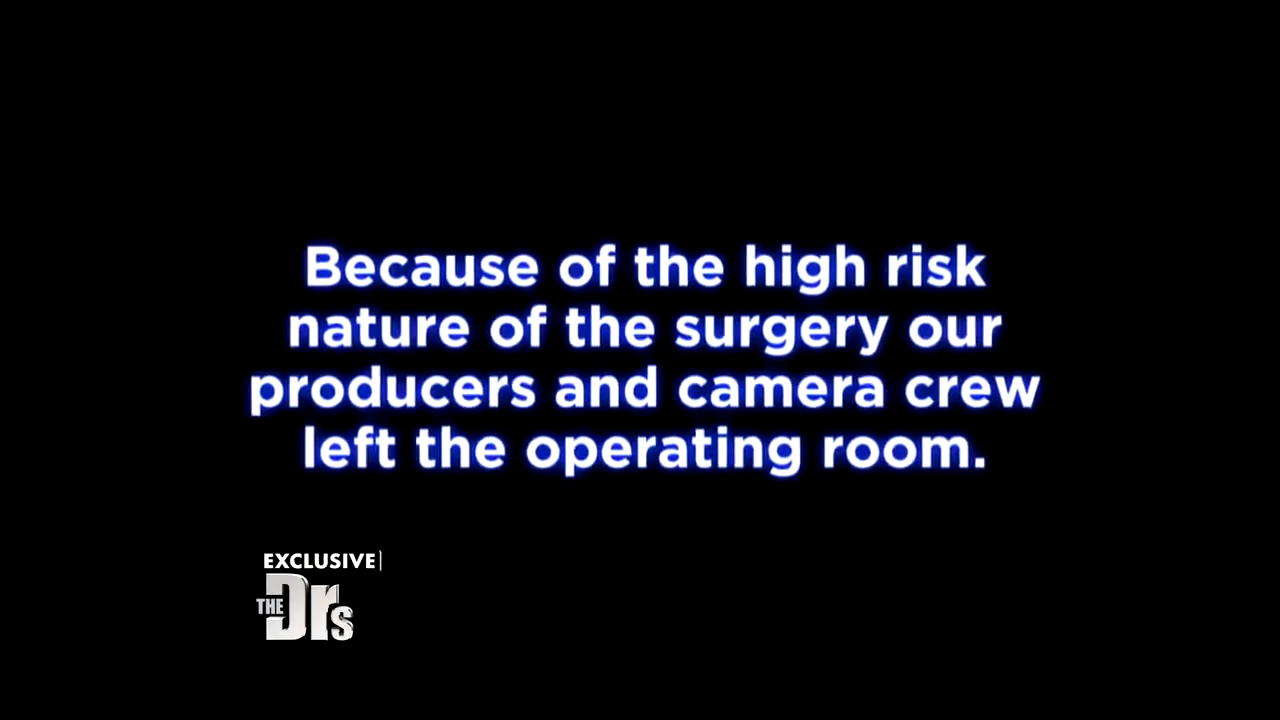 Because of the high risk
nature of the surgery our
producers and camera crew
left the operating room.
EXCLUSIVE
THE Drs